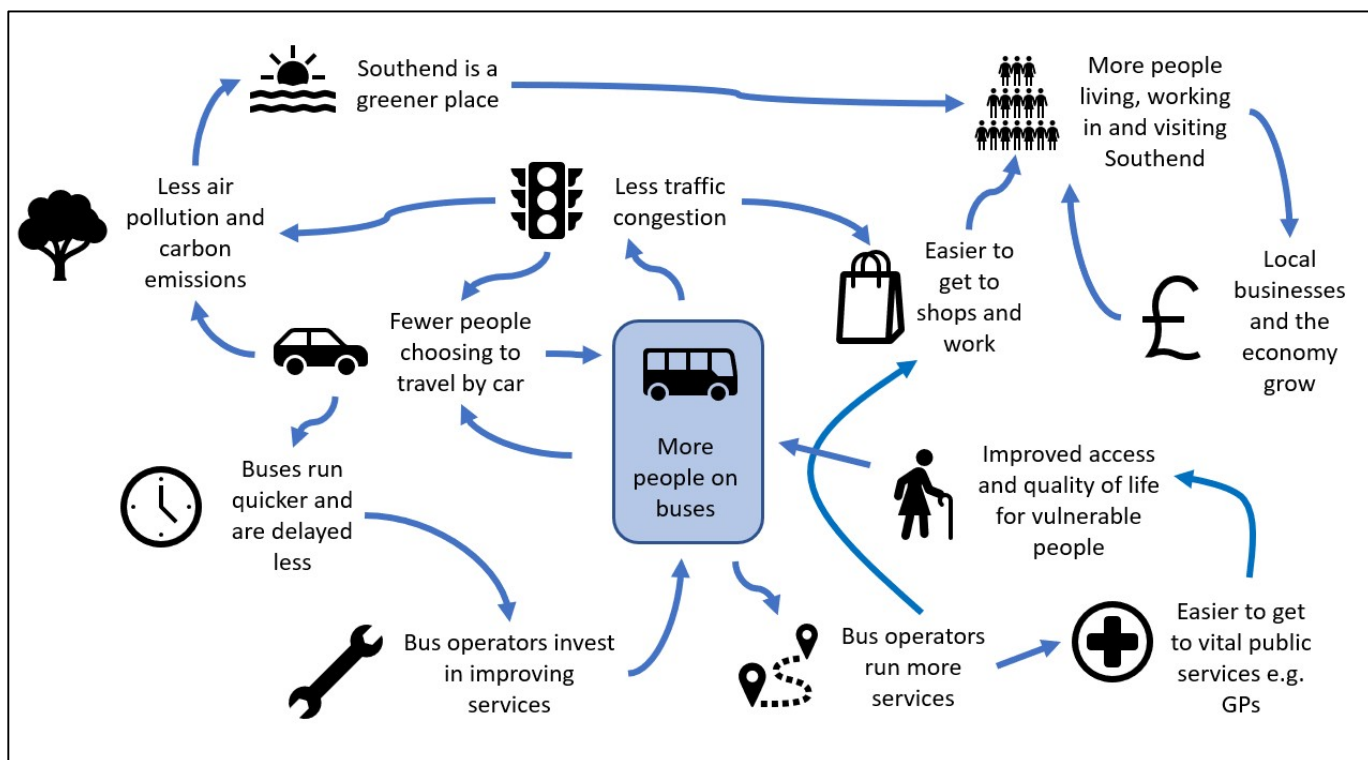 Southend is a
greener place
More people
living, working
in and visiting
Southend
Less air
pollution and
carbon
emissions
Less traffic
congestion
Easier to
get to
shops and
work
Local
businesses
and the
economy
grow
Fewer people
choosing to
travel by car
More
people on
buses
Buses run
quicker and
are delayed
less
Improved access
and quality of life
for vulnerable
people
Bus operators invest
in improving
services
Bus operators
run more
services
Easier to get
to vital public
services e.g.
GPs